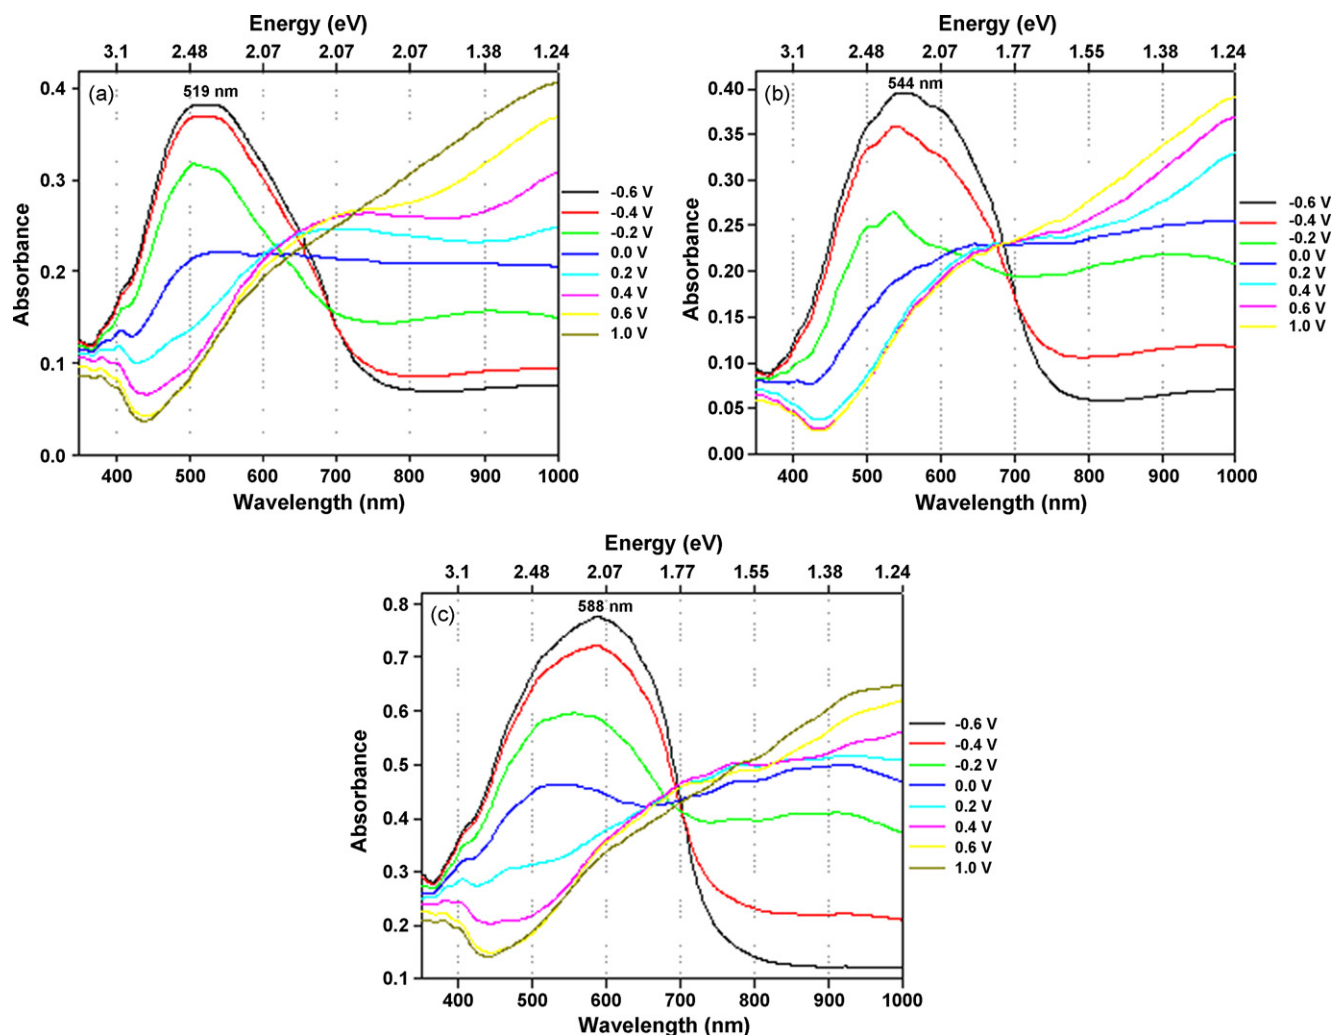 Energy (eV)
3.1 2.48 2.07 2.07 2.07 1.38 1.24
(a)
519 nm
0.4
0.3
0.2
0.1
0.0
Absorbance
400 500 600 700 800 900 1000
Wavelength (nm)
-0.6 V
-0.4 V
-0.2 V
0.0 V
0.2 V
0.4 V
0.6 V
1.0 V
Energy (eV)
3.1 2.48 2.07 1.77 1.55 1.38 1.24
(b)
544 nm
0.40
0.35
0.30
0.25
0.20
0.15
0.10
0.05
0.00
Absorbance
400 500 600 700 800 900 1000
Wavelength (nm)
-0.6 V
-0.4 V
-0.2 V
0.0 V
0.2 V
0.4 V
0.6 V
1.0 V
Energy (eV)
3.1 2.48 2.07 1.77 1.55 1.38 1.24
(c)
588 nm
0.8
0.7
0.6
0.5
0.4
0.3
0.2
0.1
Absorbance
400 500 600 700 800 900 1000
Wavelength (nm)
-0.6 V
-0.4 V
-0.2 V
0.0 V
0.2 V
0.4 V
0.6 V
1.0 V